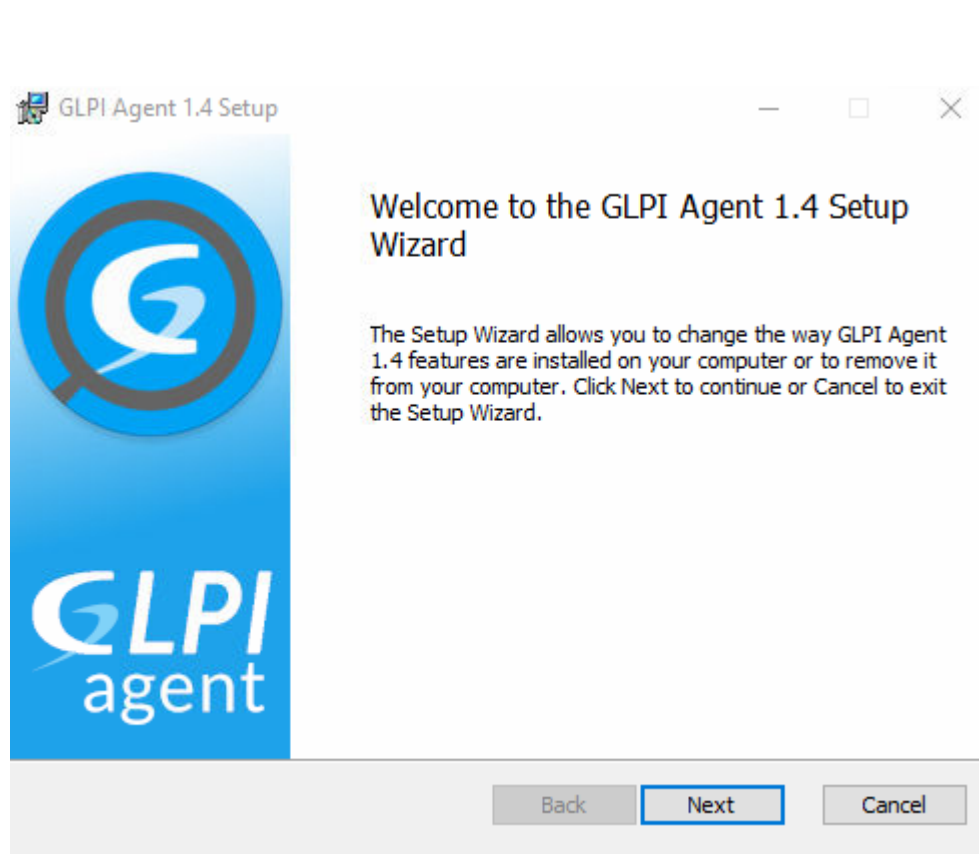 GLPI Agent 1.4 Setup
Welcome to the GLPI Agent 1.4 Setup
Wizard
The Setup Wizard allows you to change the way GLPI Agent
1.4 features are installed on your computer or to remove it
from your computer. Click Next to continue or Cancel to exit
the Setup Wizard.
GLPI
agent
Back Next Cancel